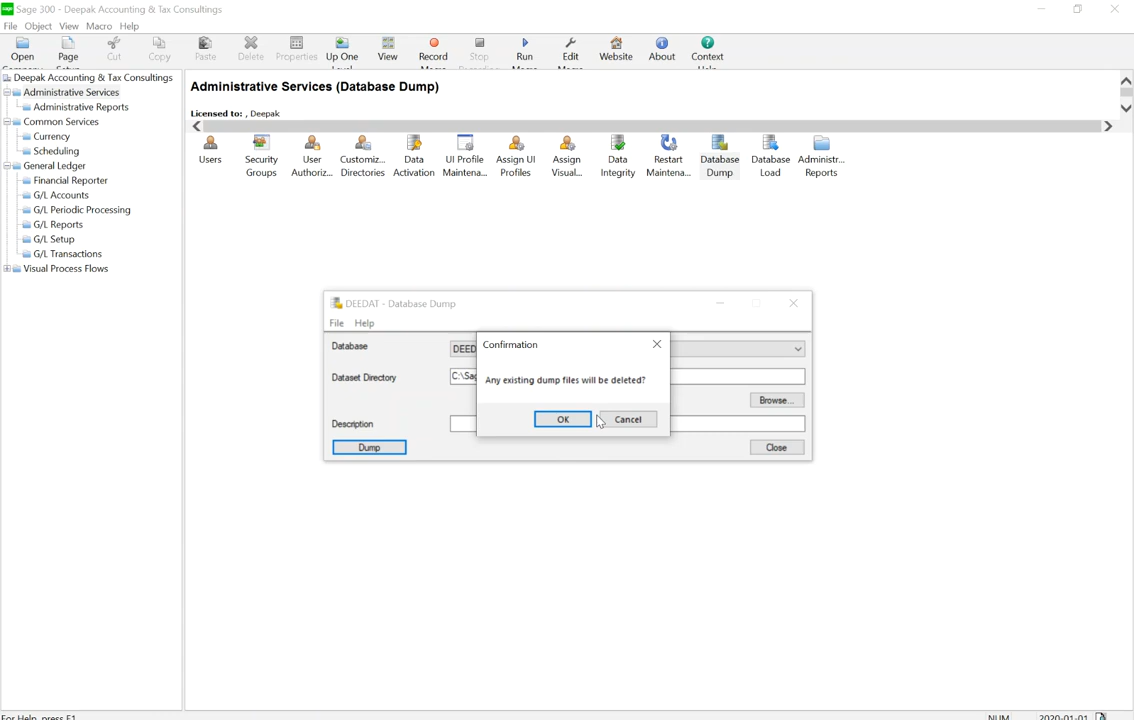 sage Sage 300 - Deepak Accounting & Tax Consultings
File Object View Macro Help
Open Page Cut Copy Paste Delete Properties Up One View Record Stop Run Edit Website About Context
Deepak Accounting & Tax Consultings
Administrative Services
Administrative Reports
Common Services
Currency
Scheduling
General Ledger
Financial Reporter
G/L Accounts
G/L Periodic Processing
G/L Reports
G/L Setup
G/L Transactions
Visual Process Flows
Administrative Services (Database Dump)
Licensed to: , Deepak
Users Security User Customiz... Data UI Profile Assign UI Assign Data Restart Database Database Administr...
Groups Authoriz... Directories Activation Maintena... Profiles Visual... Integrity Maintena... Dump Load Reports
DEEDAT - Database Dump
File Help
Database DEED
Dataset Directory C:\Sag
Browse...
Description
Dump Close
Confirmation
Any existing dump files will be deleted?
OK Cancel
For Help, press F1 NUM 2020-01-01